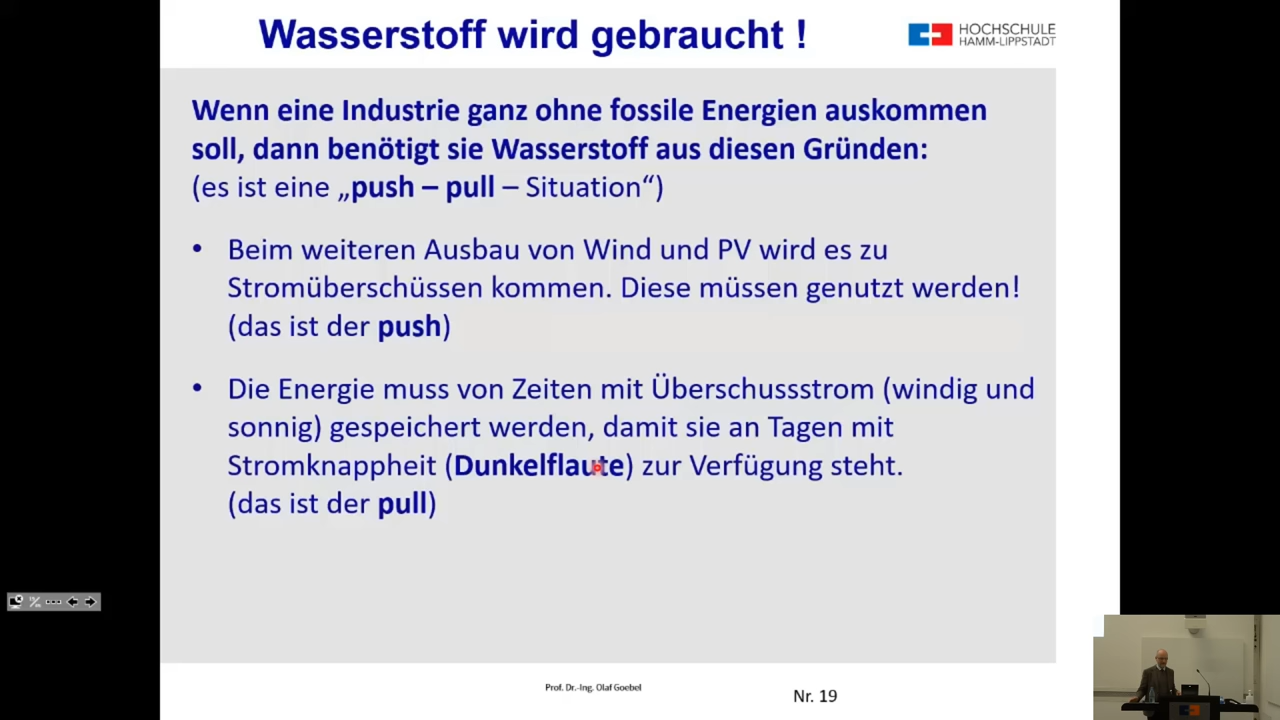 Wasserstoff wird gebraucht !
HOCHSCHULE
HAMM-LIPPSTADT
Wenn eine Industrie ganz ohne fossile Energien auskommen
soll, dann benötigt sie Wasserstoff aus diesen Gründen:
(es ist eine „push – pull – Situation“)
• Beim weiteren Ausbau von Wind und PV wird es zu
Stromüberschüssen kommen. Diese müssen genutzt werden!
(das ist der push)
• Die Energie muss von Zeiten mit Überschussstrom (windig und
sonnig) gespeichert werden, damit sie an Tagen mit
Stromknappheit (Dunkelflaute) zur Verfügung steht.
(das ist der pull)
Prof. Dr.-Ing. Olaf Goebel
Nr. 19